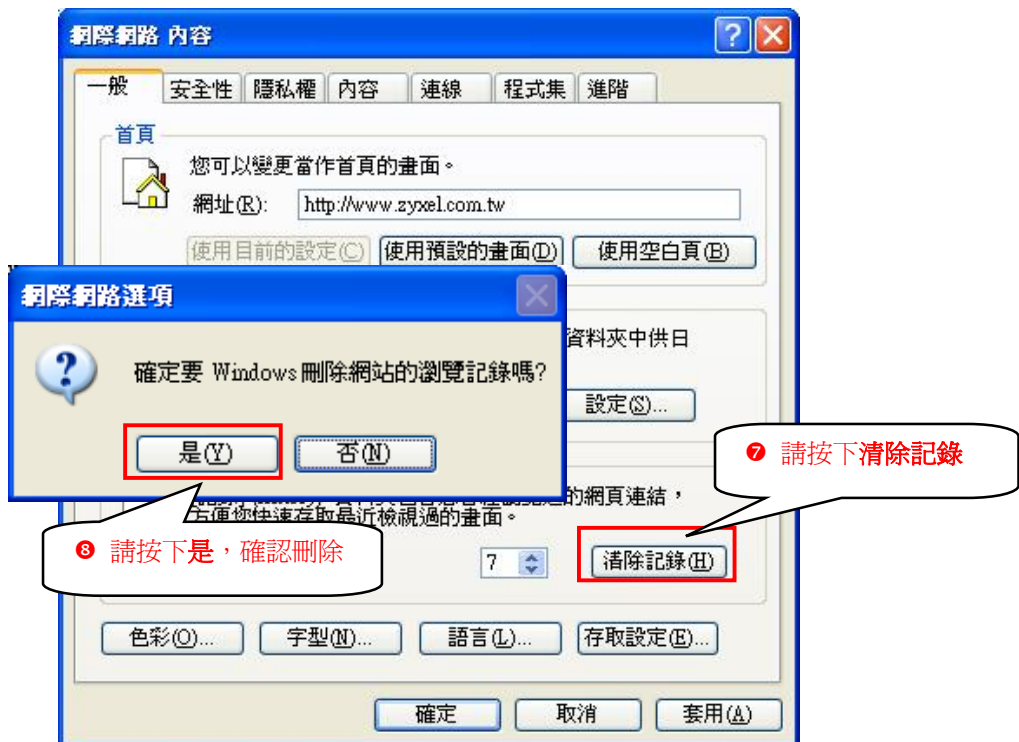 網際網路 內容
一般 安全性 隱私權 內容 連線 程式集 進階
首頁
您可以變更當作首頁的畫面。
網址(R): http://www.zyxel.com.tw
使用目前的設定(C) 使用預設的畫面(D) 使用空白頁(B)
網際網路選項
資料夾中供日
確定要 Windows 刪除網站的瀏覽記錄嗎?
設定(S)...
是(Y) 否(N)
❼ 請按下清除記錄
的網頁連結，
方便您快速存取最近檢視過的畫面。
❽ 請按下是，確認刪除
7 清除記錄(H)
色彩(O)... 字型(N)... 語言(L)... 存取設定(E)...
確定 取消 套用(A)